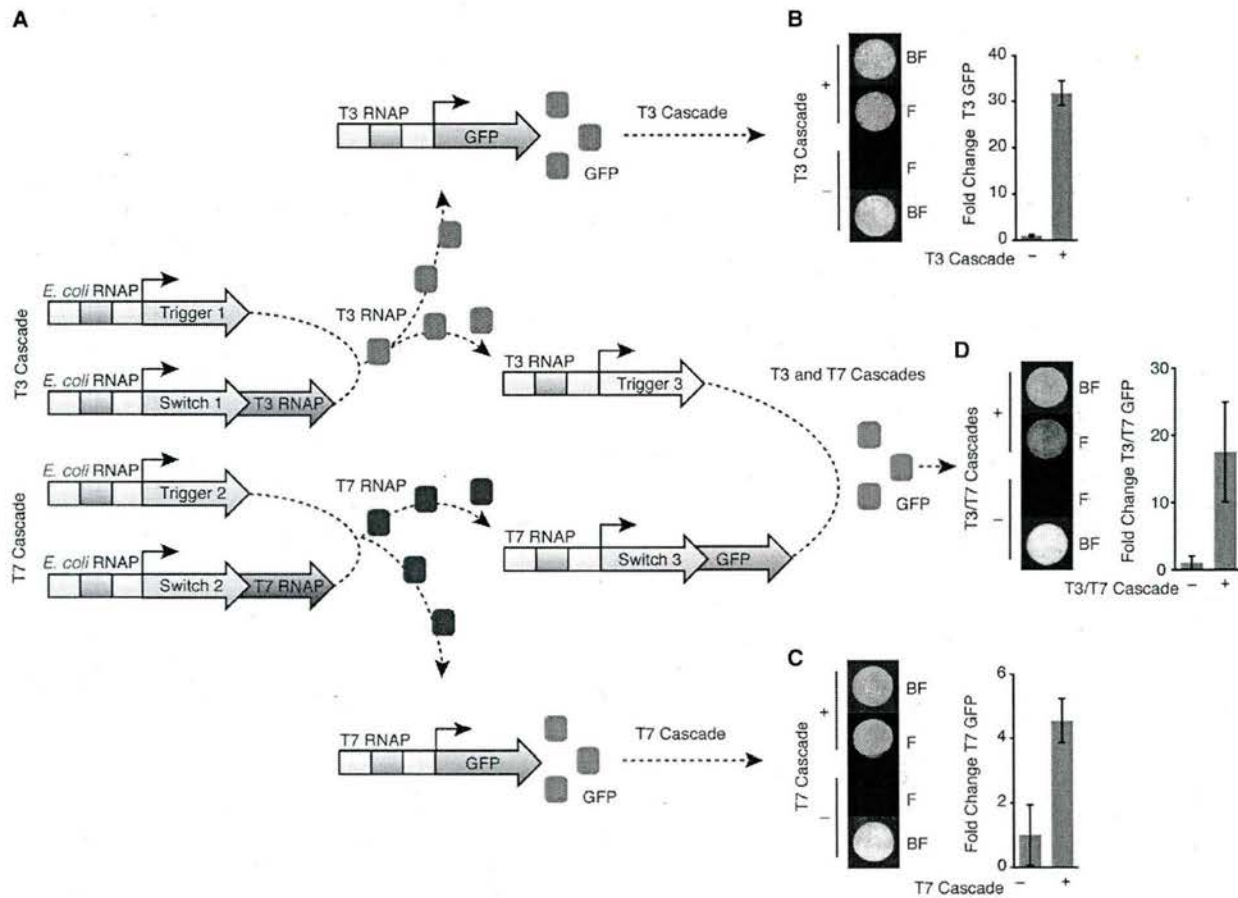 A
T3 RNAP
GFP
GFP
T3 Cascade
T3 Cascade
E. coli RNAP
Trigger 1
E. coli RNAP
Switch 1
T3 RNAP
T3 RNAP
T3 RNAP
Trigger 3
T3 and T7 Cascades
GFP
T7 Cascade
E. coli RNAP
Trigger 2
E. coli RNAP
Switch 2
T7 RNAP
T7 RNAP
T7 RNAP
Switch 3
GFP
T7 RNAP
GFP
GFP
T7 Cascade
B
T3 Cascade
+
–
BF
F
F
BF
Fold Change T3 GFP
40
30
20
10
0
T3 Cascade – +
D
T3/T7 Cascades
+
–
BF
F
F
BF
Fold Change T3/T7 GFP
30
20
10
0
T3/T7 Cascade – +
C
T7 Cascade
+
–
BF
F
F
BF
Fold Change T7 GFP
6
4
2
0
T7 Cascade – +